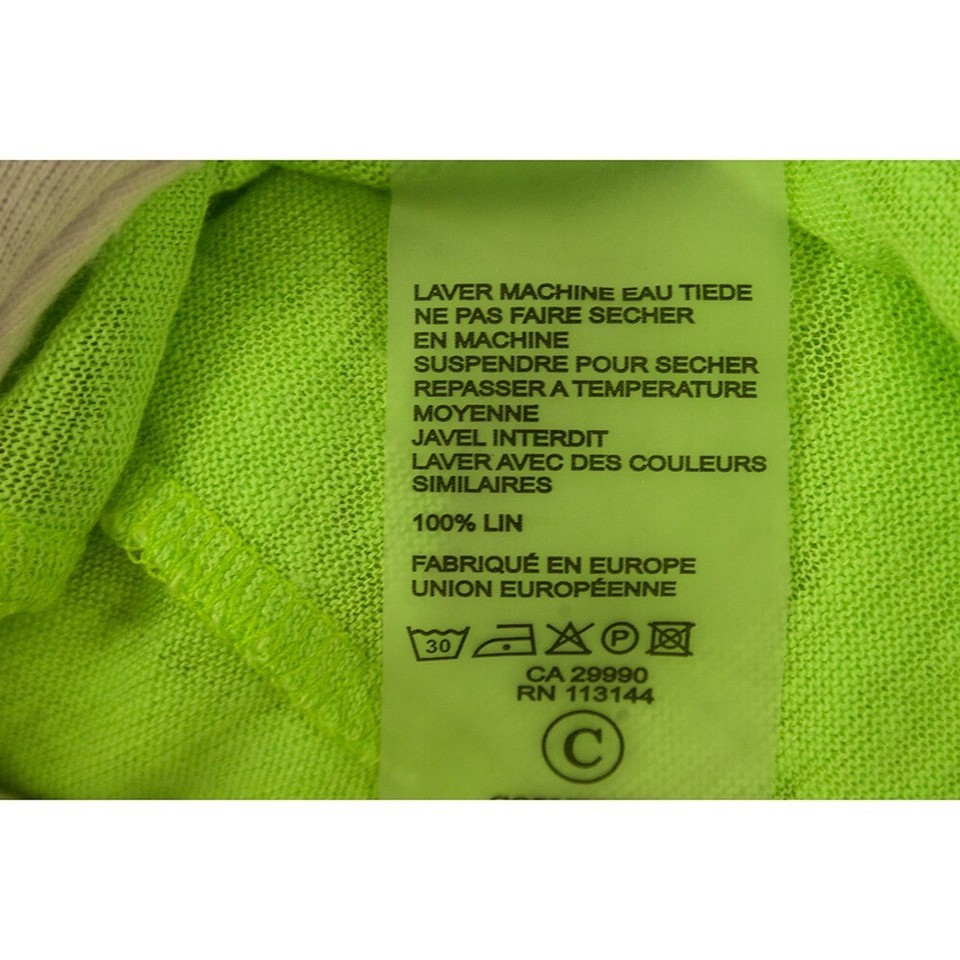 LAVER MACHINE EAU TIEDE
NE PAS FAIRE SECHER
EN MACHINE
SUSPENDRE POUR SECHER
REPASSER A TEMPERATURE
MOYENNE
JAVEL INTERDIT
LAVER AVEC DES COULEURS
SIMILAIRES
100% LIN
FABRIQUÉ EN EUROPE
UNION EUROPÉENNE
30 P
CA 29990
RN 113144
C